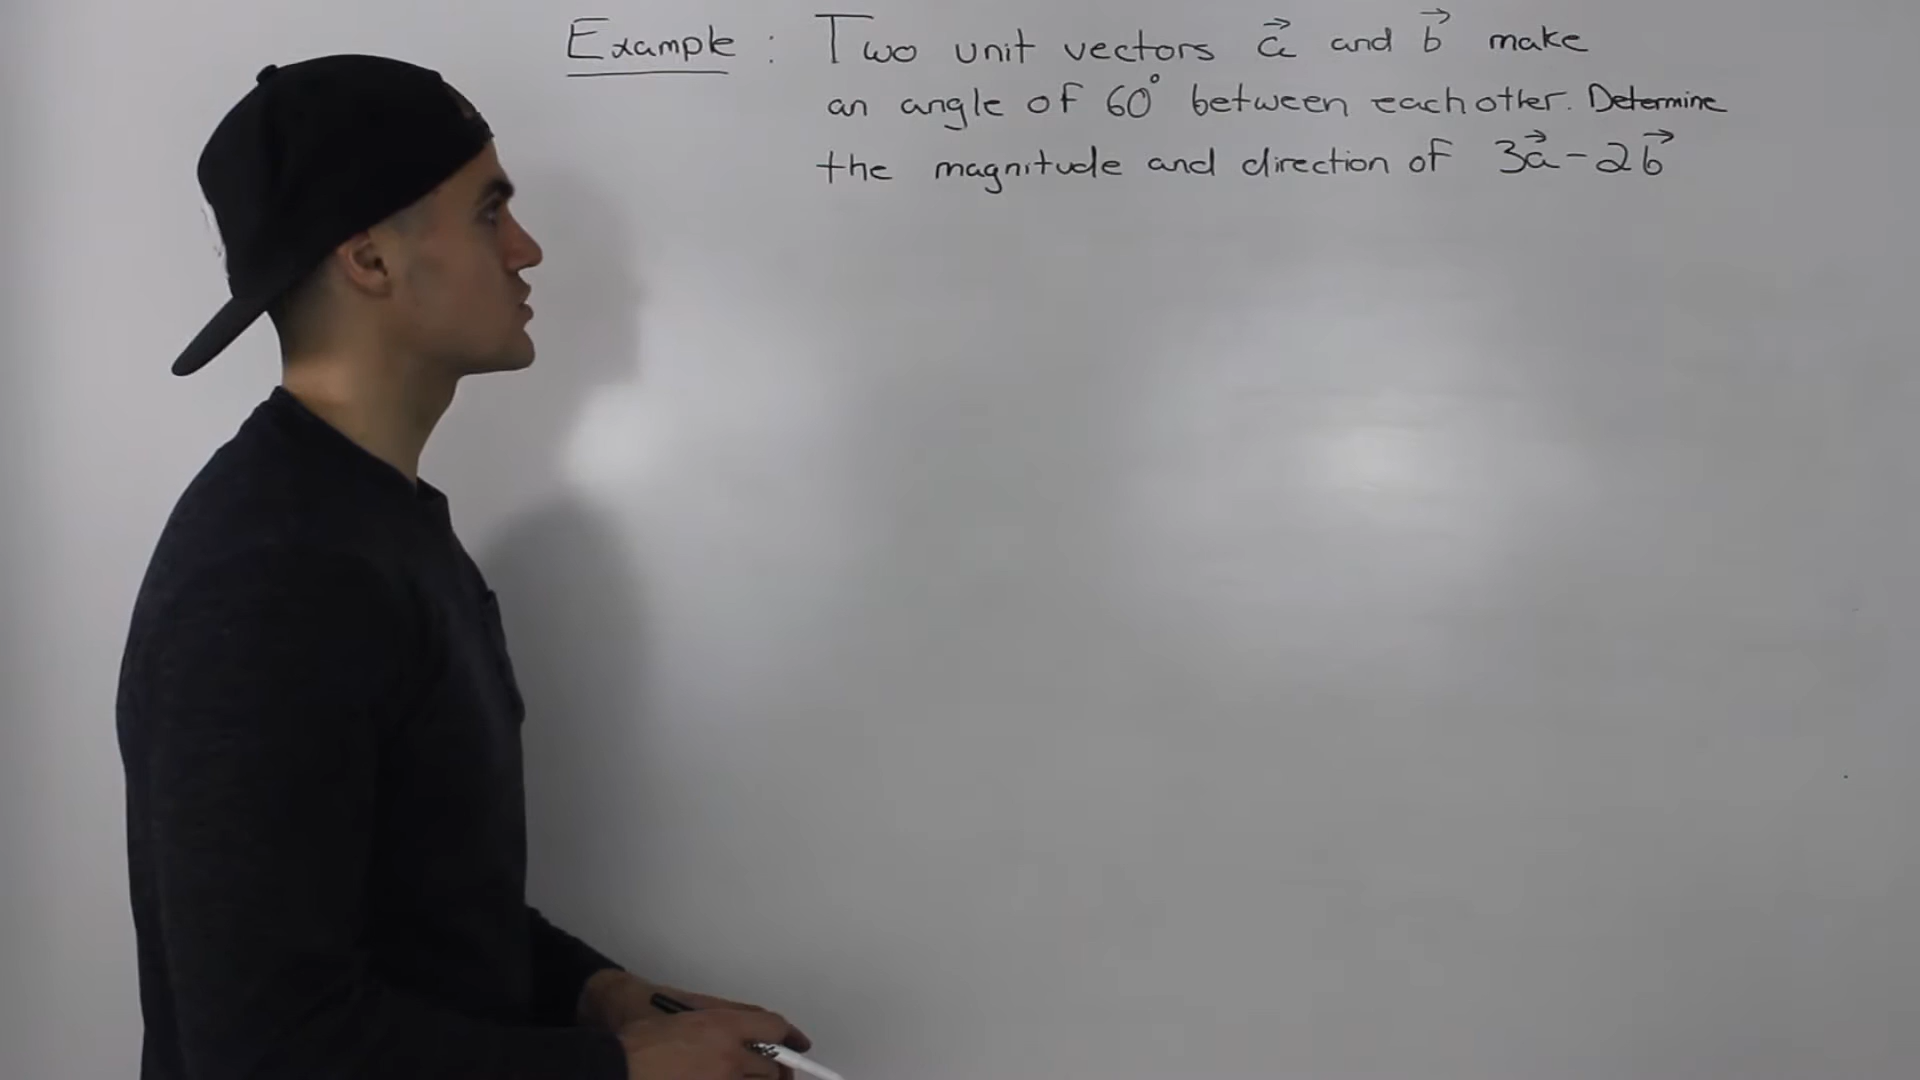 Example : Two unit vectors a⃗ and b⃗ make
an angle of 60° between each other. Determine
the magnitude and direction of 3a⃗ - 2b⃗